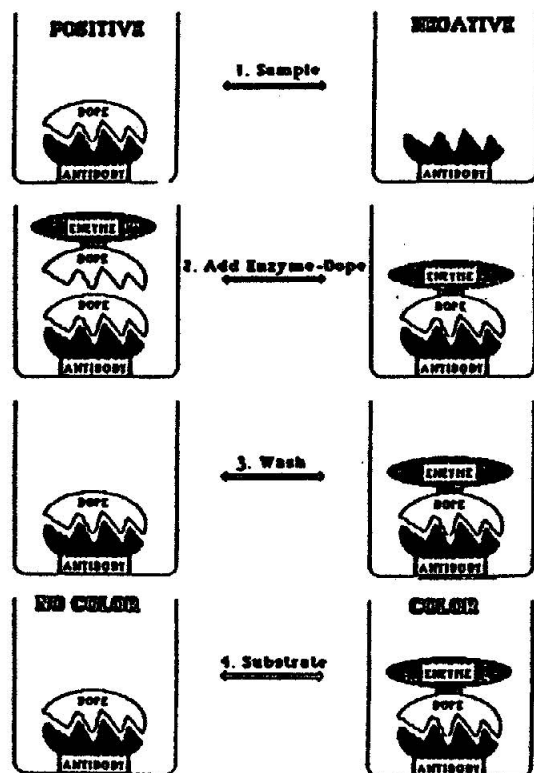 POSITIVE
NEGATIVE
1. Sample
DOPE
ANTIBODY
ANTIBODY
ENZYME
DOPE
DOPE
ANTIBODY
2. Add Enzyme-Dope
ENZYME
DOPE
ANTIBODY
3. Wash
DOPE
ANTIBODY
ENZYME
DOPE
ANTIBODY
NO COLOR
COLOR
4. Substrate
DOPE
ANTIBODY
ENZYME
DOPE
ANTIBODY